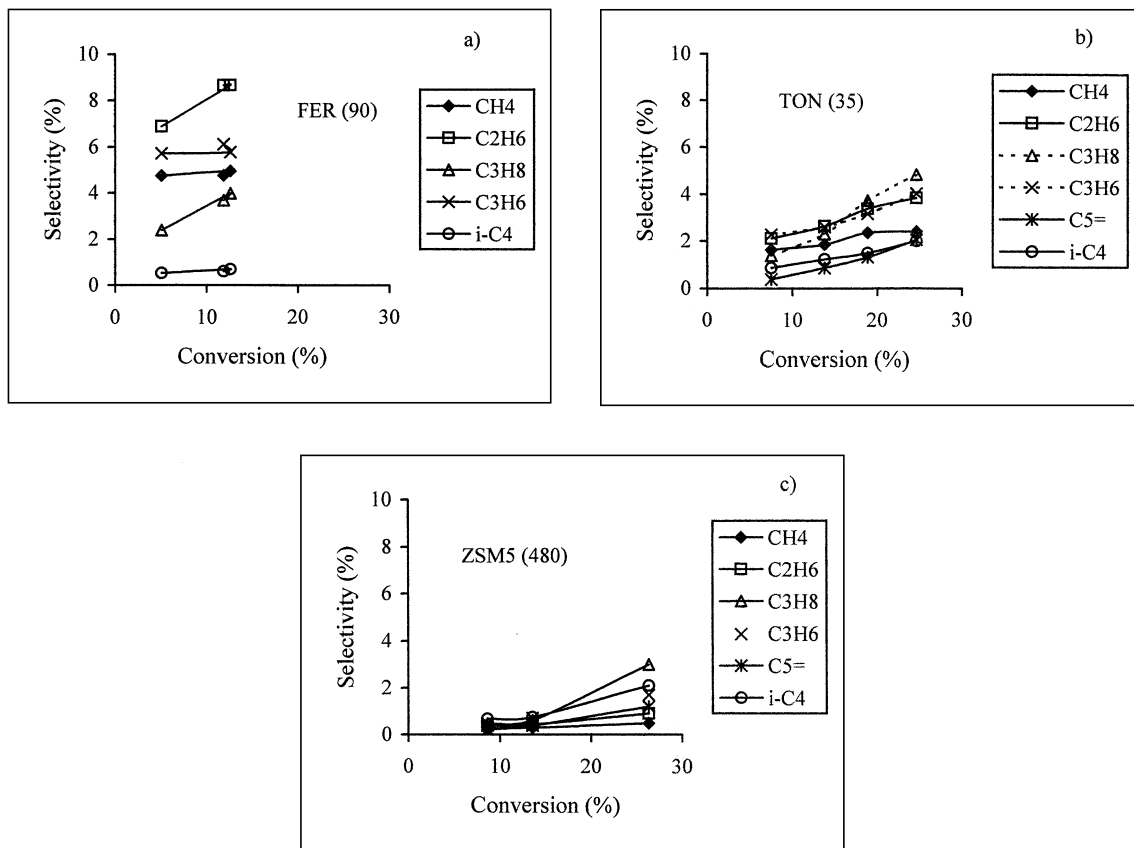 a)
10
8
6
4
2
0
Selectivity (%)
FER (90)
CH4
C2H6
C3H8
C3H6
i-C4
0 10 20 30
Conversion (%)
b)
10
8
6
4
2
0
Selectivity (%)
TON (35)
CH4
C2H6
C3H8
C3H6
C5=
i-C4
0 10 20 30
Conversion (%)
c)
10
8
6
4
2
0
Selectivity (%)
ZSM5 (480)
CH4
C2H6
C3H8
C3H6
C5=
i-C4
0 10 20 30
Conversion (%)